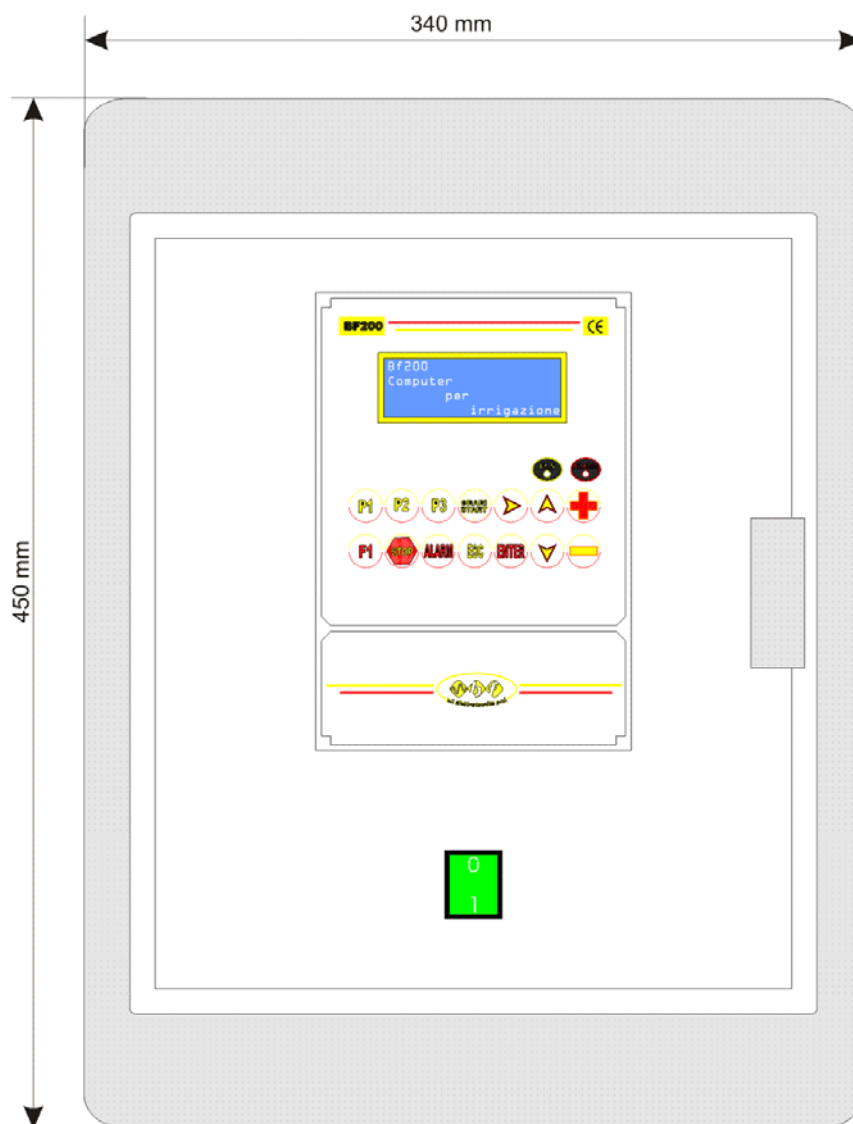 340 mm
450 mm
BF200 CE
Bf200
Computer
per
irrigazione
P1 P2 P3 START
P1 STOP ALARM ESC ENTER
0
1